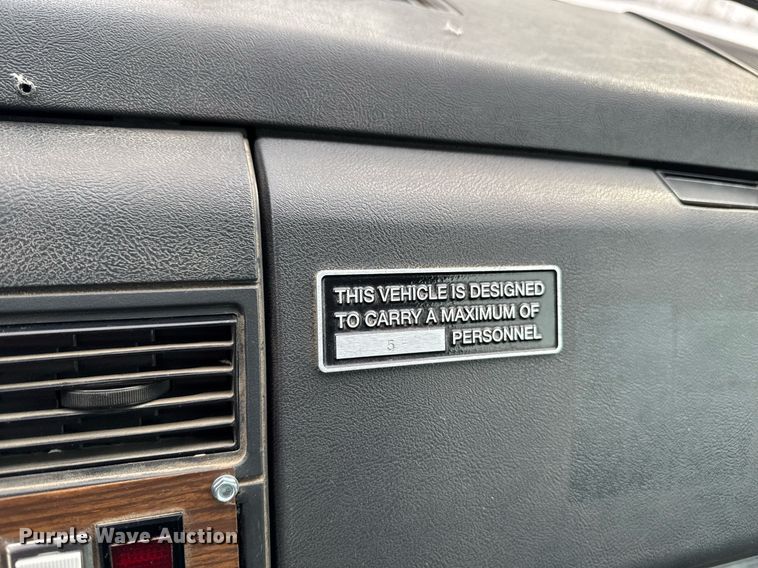 THIS VEHICLE IS DESIGNED
TO CARRY A MAXIMUM OF
5 PERSONNEL
Purple Wave Auction